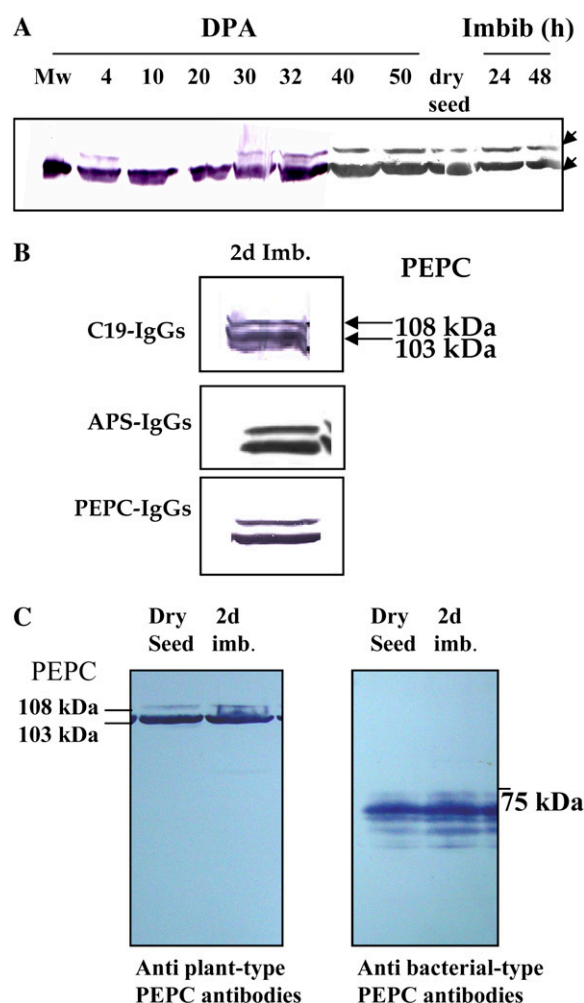 A
DPA
Imbib (h)
Mw 4 10 20 30 32 40 50 dry seed 24 48
B
2d Imb.
PEPC
C19-IgGs
108 kDa
103 kDa
APS-IgGs
PEPC-IgGs
C
Dry Seed 2d imb.
Dry Seed 2d imb.
PEPC
108 kDa
103 kDa
75 kDa
Anti plant-type
PEPC antibodies
Anti bacterial-type
PEPC antibodies